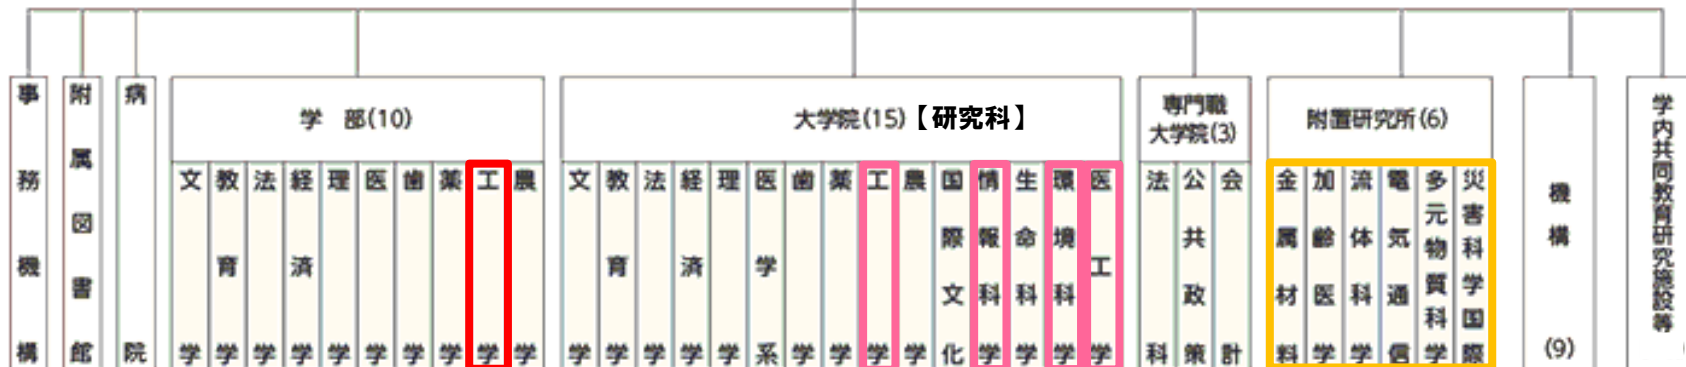 事務機構
附属図書館
病院
学 部(10)
文学
教育学
法学
経済学
理学
医学
歯学
薬学
工学
農学
大学院(15)【研究科】
文学
教育学
法学
経済学
理学
医学系
歯学
薬学
工学
農学
国際文化
情報科学
生命科学
環境科学
医工学
専門職
大学院(3)
法科
公共政策
会計
附置研究所(6)
金属材料
加齢医学
流体科学
電気通信
多元物質科学
災害科学国際
機構(9)
学内共同教育研究施設等